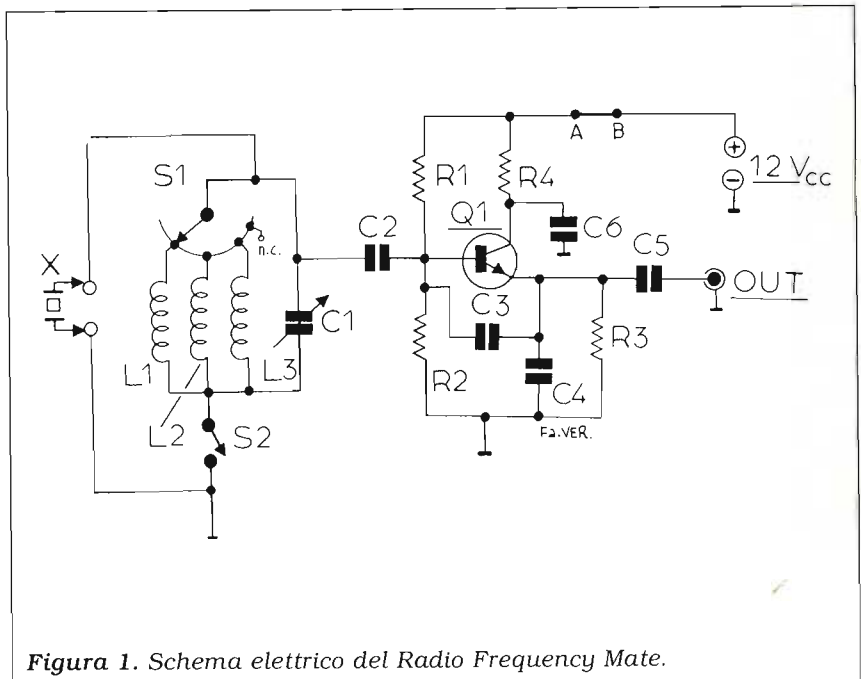 A B
S1
R1
R4
12 Vcc
Q1
C2
C6
n.c.
C5
X
OUT
C1
C3
L1
L3
R3
R2
C4
L2
S2
Fa.VER.
Figura 1. Schema elettrico del Radio Frequency Mate.